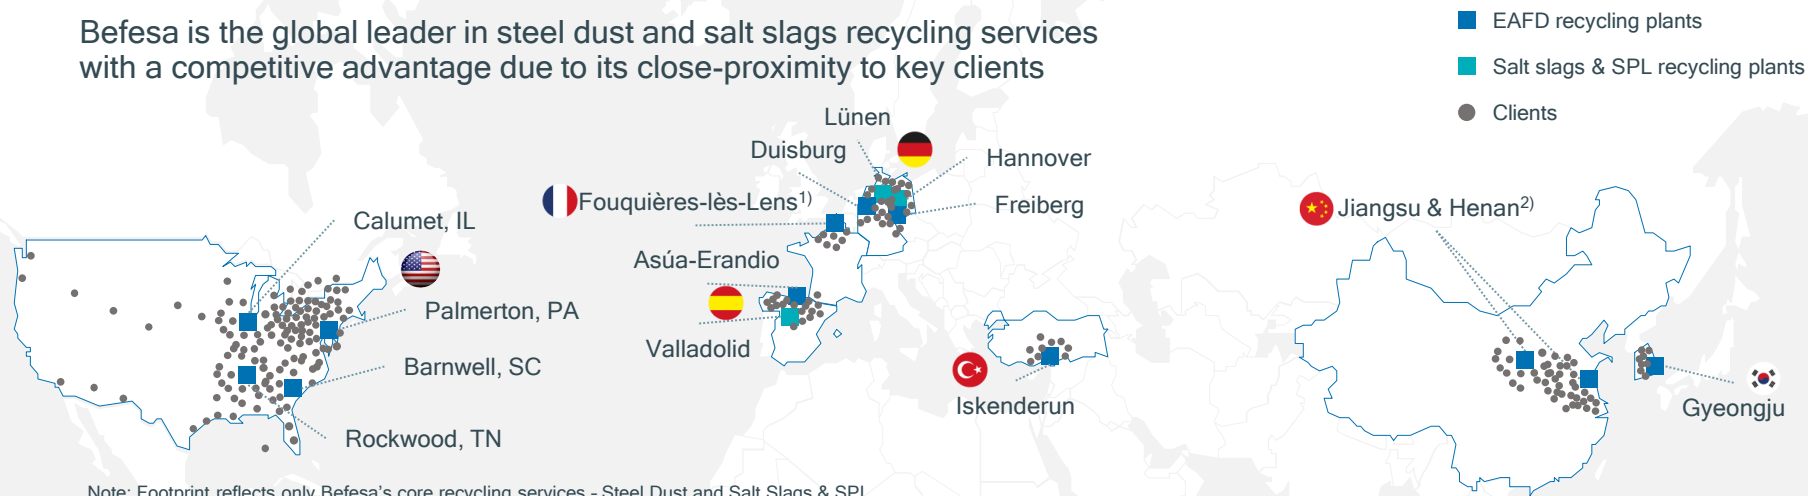 Befesa is the global leader in steel dust and salt slags recycling services
with a competitive advantage due to its close-proximity to key clients
EAFD recycling plants
Salt slags & SPL recycling plants
Clients
Lünen
Duisburg
Hannover
Fouquières-lès-Lens1)
Freiberg
Jiangsu & Henan2)
Calumet, IL
Asúa-Erandio
Palmerton, PA
Valladolid
Barnwell, SC
Iskenderun
Gyeongju
Rockwood, TN
Note: Footprint reflects only Befesa's core recycling services - Steel Dust and Salt Slags & SPL